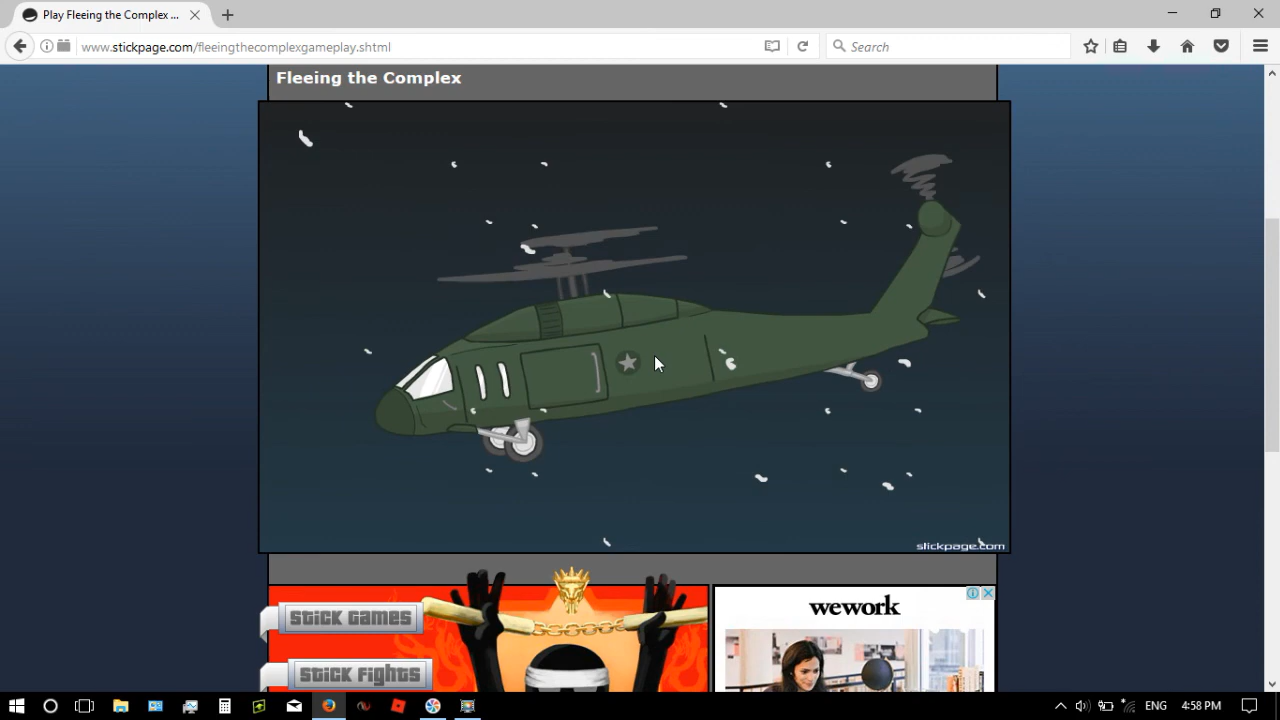 Play Fleeing the Complex ...
www.stickpage.com/fleeingthecomplexgameplay.shtml
Search
Fleeing the Complex
stickpage.com
STICK GAMES
STICK FIGHTS
wework
ENG
4:58 PM